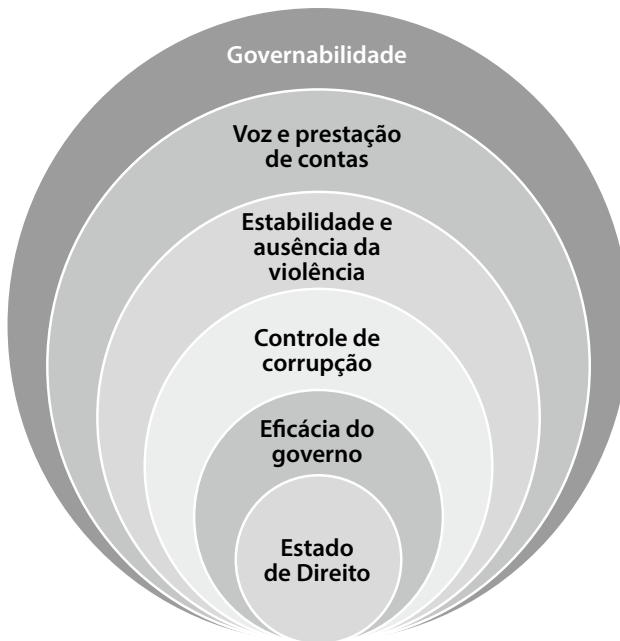 Governabilidade
Voz e prestação
de contas
Estabilidade e
ausência da
violência
Controle de
corrupção
Eficácia do
governo
Estado
de Direito